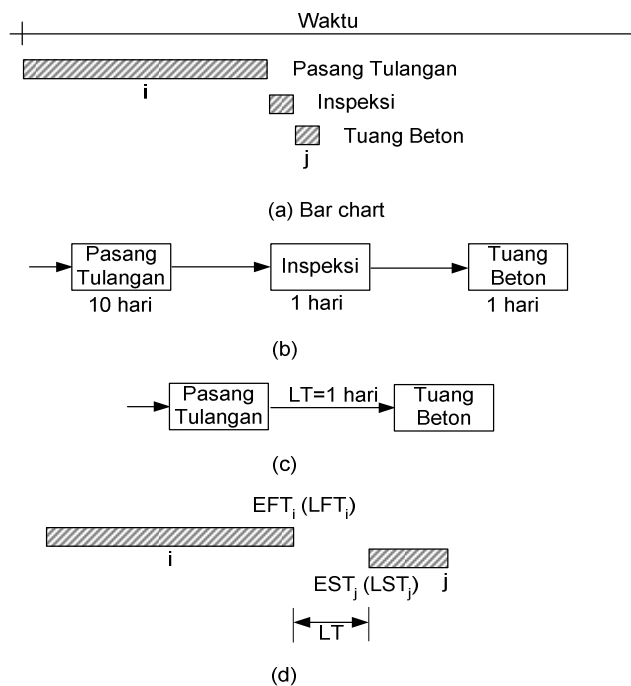 Waktu
Pasang Tulangan
i
Inspeksi
Tuang Beton
j
(a) Bar chart
Pasang
Tulangan
10 hari
Inspeksi
1 hari
Tuang
Beton
1 hari
(b)
Pasang
Tulangan
LT=1 hari
Tuang
Beton
(c)
EFTi (LFTi)
i
ESTj (LSTj)
j
LT
(d)